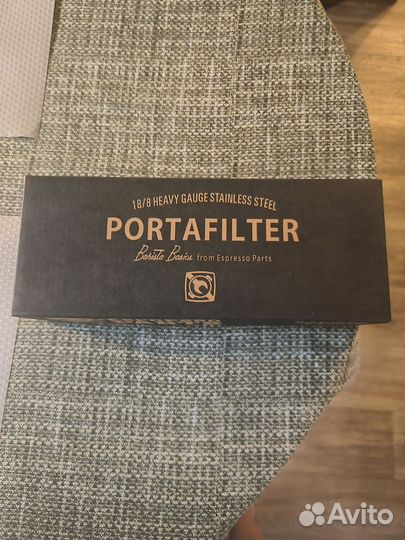 18/8 HEAVY GAUGE STAINLESS STEEL
PORTAFILTER
Barista Basics from Espresso Parts
Avito